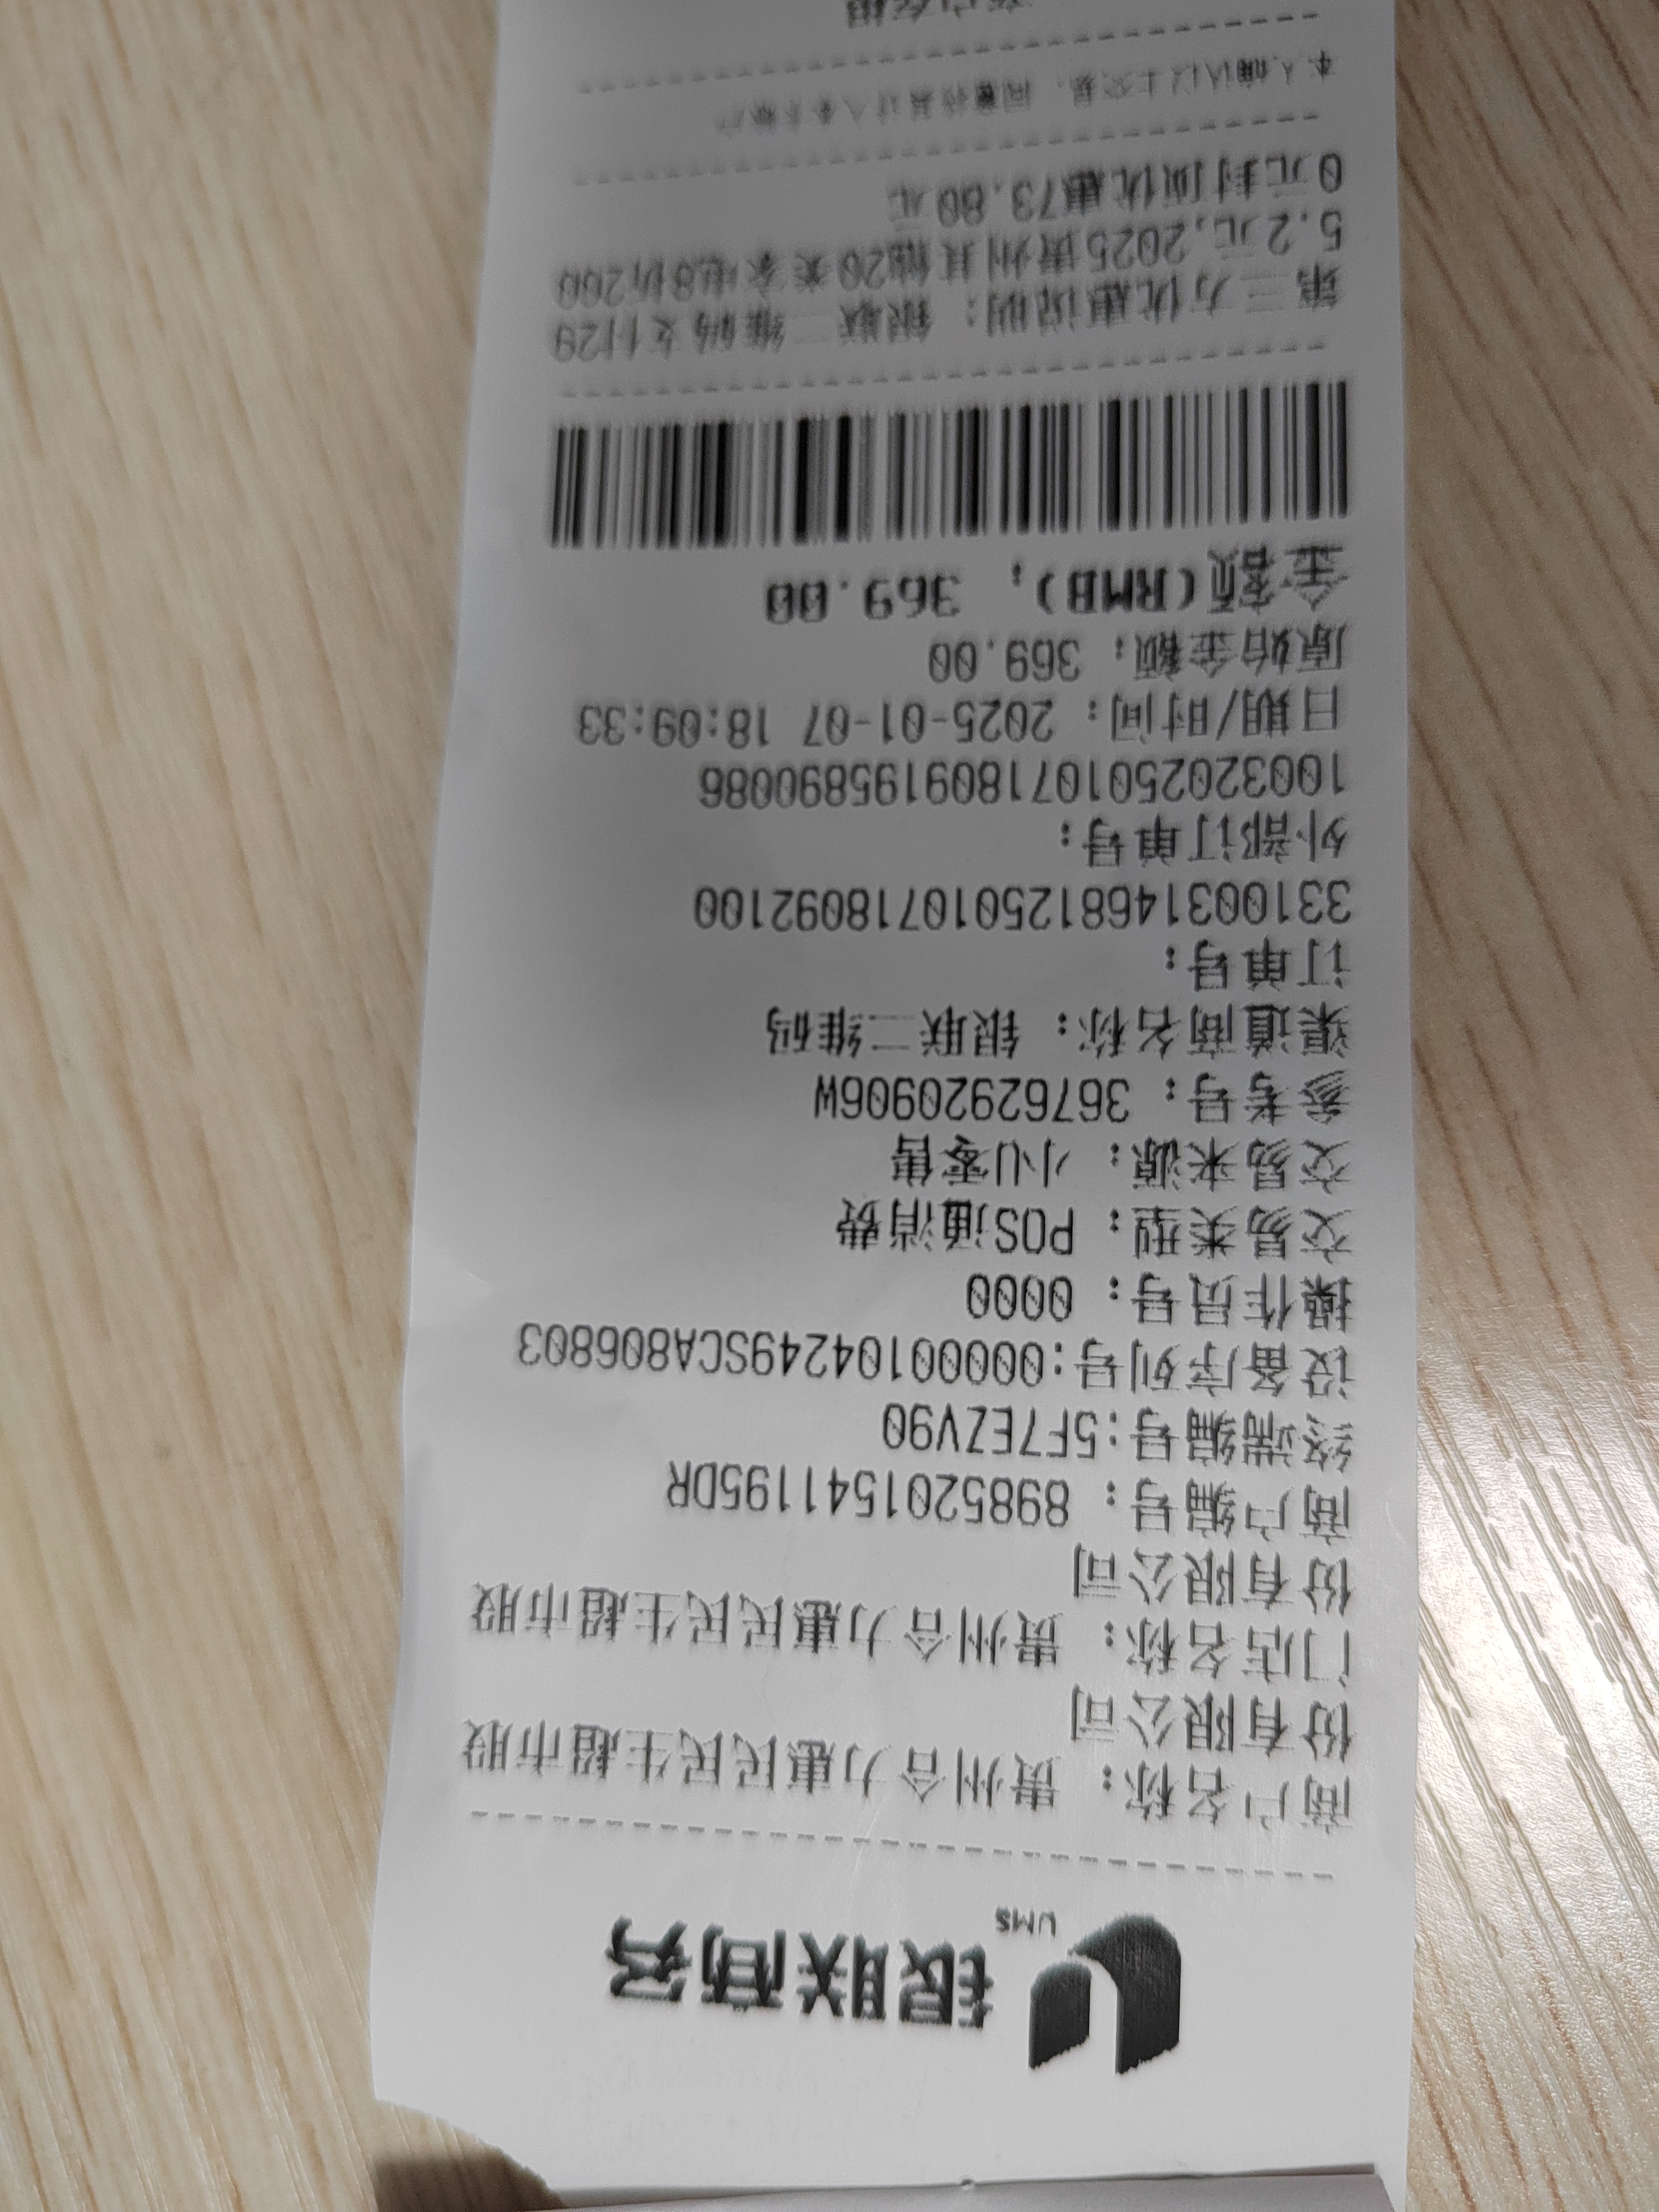 银联商务
UMS
商户名称: 贵州合力惠民民生超市股
份有限公司
门店名称: 贵州合力惠民民生超市股
份有限公司
商户编号: 8985201541195DR
终端编号:5F7EZV90
设备序列号:00000104249SCA806803
操作员号: 0000
交易类型: POS通消费
交易来源: 小U零售
参考号: 36762920906W
渠道商名称: 银联二维码
订单号:
33100314681250107180921​00
外部订单号:
100320250107180919589008​6
日期/时间: 2025-01-07 18:09:33
原始金额: 369.00
金额(RMB): 369.00
第三方优惠说明: 银联二维码支付29
5.2元,2025贵州其他20类家电8折200
0元封顶优惠73.80元
本人确认以上交易, 同意将其计入本卡账户